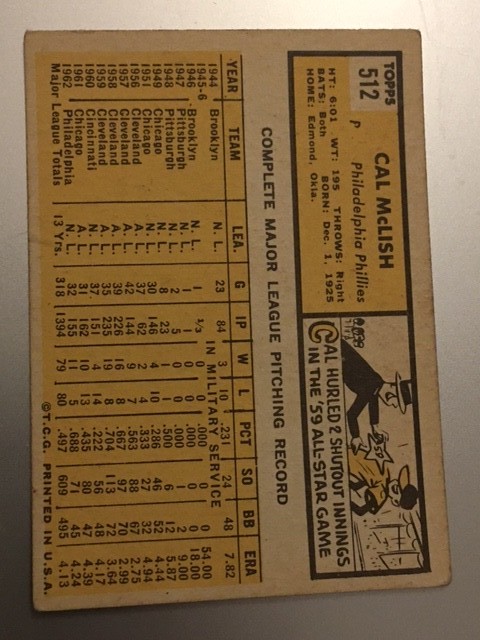 TOPPS
512
P
CAL McLISH
Philadelphia Phillies
HT: 6:01 WT: 195 THROWS: Right
BATS: Both BORN: Dec. 1, 1925
HOME: Edmond, Okla.
CAL HURLED 2 SHUTOUT INNINGS
IN THE '59 ALL-STAR GAME
COMPLETE MAJOR LEAGUE PITCHING RECORD
YEAR TEAM LEA. G IP W L PCT SO BB ERA
1944 Brooklyn N. L. 23 84 3 10 .231 24 48 7.82
1945-6 IN MILITARY SERVICE
1946 Brooklyn N. L. 1 1/3 0 0 .000 0 0 54.00
1947 Pittsburgh N. L. 1 1 0 0 .000 0 18.00
1948 Pittsburgh N. L. 2 5 0 0 .000 1 2 9.00
1949 Chicago N. L. 8 23 1 1 .500 6 12 5.87
1951 Chicago N. L. 30 146 4 10 .286 46 52 4.44
1956 Cleveland A. L. 37 62 2 4 .333 27 32 4.94
1957 Cleveland A. L. 42 144 9 7 .563 88 67 2.75
1958 Cleveland A. L. 39 226 16 8 .667 97 70 2.99
1959 Cleveland A. L. 35 235 19 8 .704 113 72 3.64
1960 Cincinnati N. L. 37 151 4 14 .222 56 48 4.17
1961 Chicago A. L. 31 162 10 13 .435 80 47 4.39
1962 Philadelphia N. L. 32 155 11 5 .688 71 45 4.24
Major League Totals 13 Yrs. 318 1394 79 80 .497 609 495 4.13
©T.C.G. PRINTED IN U.S.A.